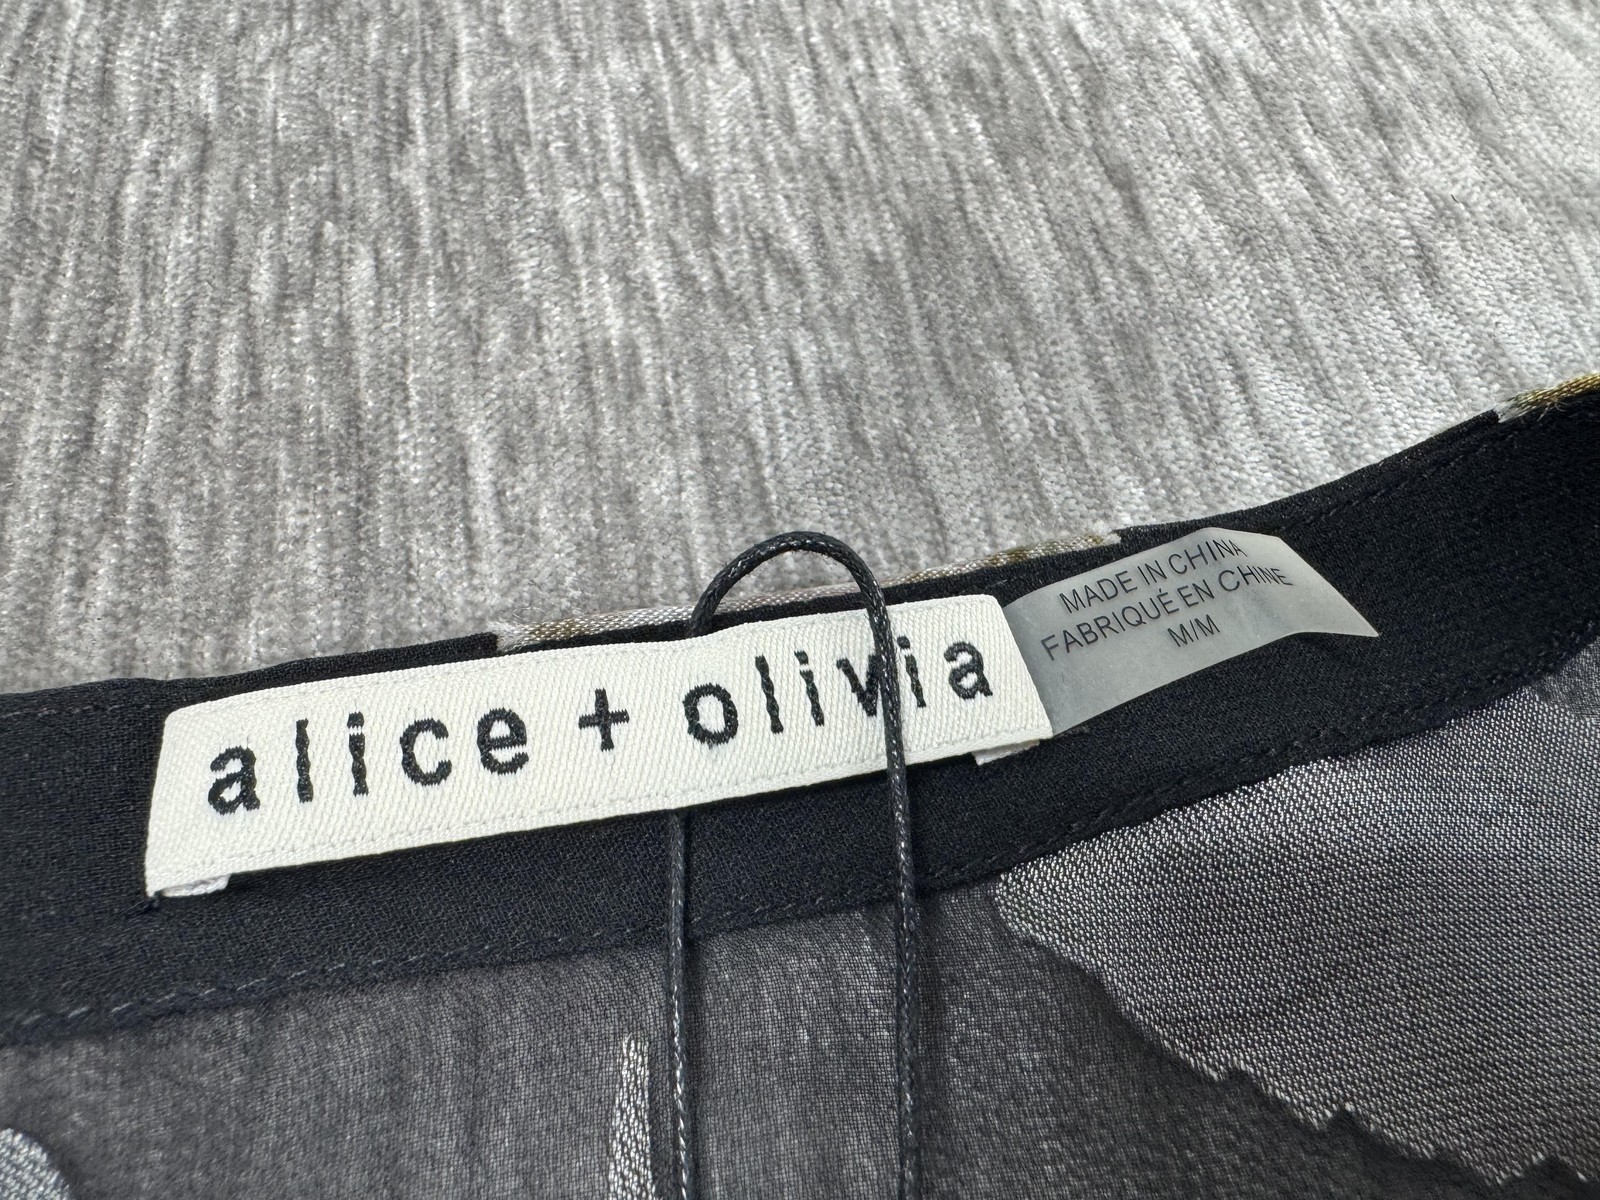 alice + olivia
MADE IN CHINA
FABRIQUÉ EN CHINE
M/M